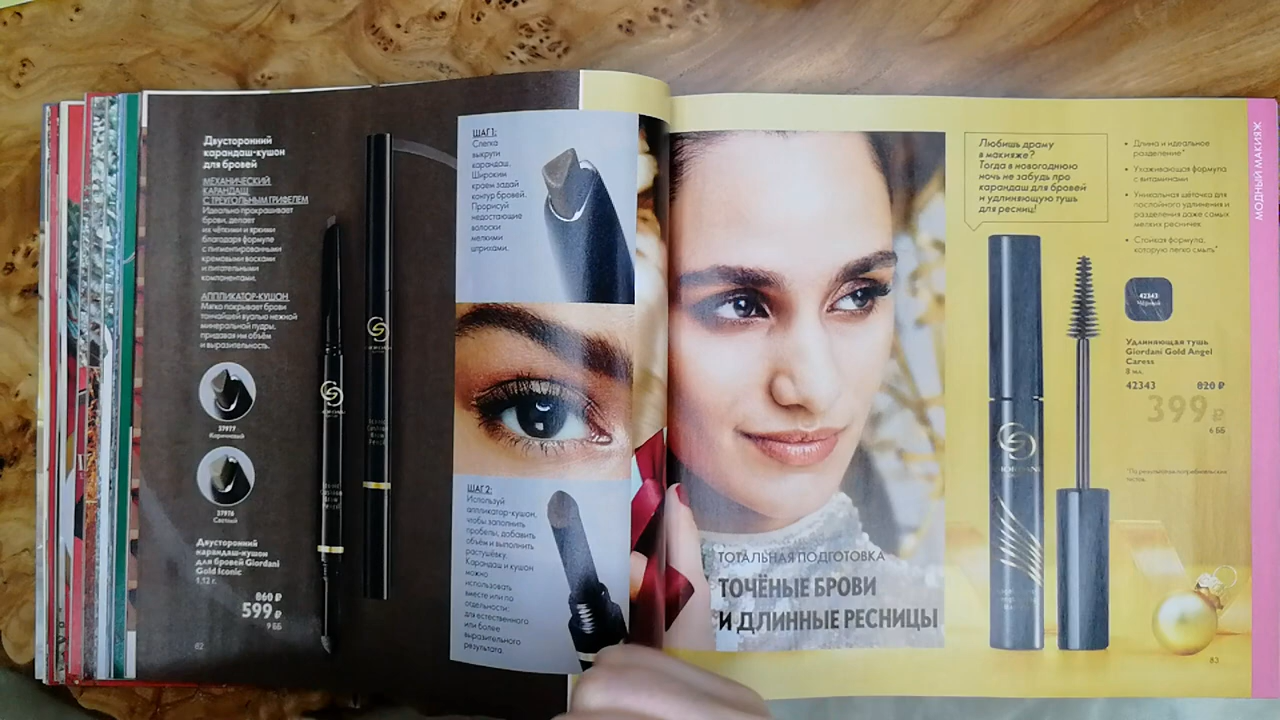 Двусторонний
карандаш-кушон
для бровей
МЕХАНИЧЕСКИЙ
КАРАНДАШ
С ТРЕУГОЛЬНЫМ ГРИФЕЛЕМ
Идеально прокрашивает
брови, делает
их чёткими и яркими
благодаря формуле
с пигментированными
кремовыми восками
и питательными
компонентами.
АППЛИКАТОР-КУШОН
Мягко покрывает брови
тончайшей вуалью нежной
минеральной пудры,
придавая им объём
и выразительность.
37977
Коричневый
37976
Светлый
Двусторонний
карандаш-кушон
для бровей Giordani
Gold Iconic
1,12 г.
860 ₽
599 ₽
9 ББ
62
ШАГ 1:
Слегка
выкрути
карандаш.
Широким
краем задай
контур бровей.
Прорисуй
недостающие
волоски
мелкими
штрихами.
ШАГ 2:
Используй
аппликатор-кушон,
чтобы заполнить
пробелы, добавить
объём и выполнить
растушёвку.
Карандаш и кушон
можно
использовать
вместе или по
отдельности:
для естественного
или более
выразительного
результата.
ТОТАЛЬНАЯ ПОДГОТОВКА
ТОЧЁНЫЕ БРОВИ
И ДЛИННЫЕ РЕСНИЦЫ
Любишь драму
в макияже?
Тогда в новогоднюю
ночь не забудь про
карандаш для бровей
и удлиняющую тушь
для ресниц!
• Длина и идеальное
разделение*
• Ухаживающая формула
с витаминами
• Уникальная щёточка для
послойного удлинения и
разделения даже самых
мелких ресничек
• Стойкая формула,
которую легко смыть*
42343
Чёрный
Удлиняющая тушь
Giordani Gold Angel
Caress
8 мл.
42343 820 ₽
399 ₽
6 ББ
*По результатам потребительских
тестов.
GIORDANI
МОДНЫЙ МАКИЯЖ
83